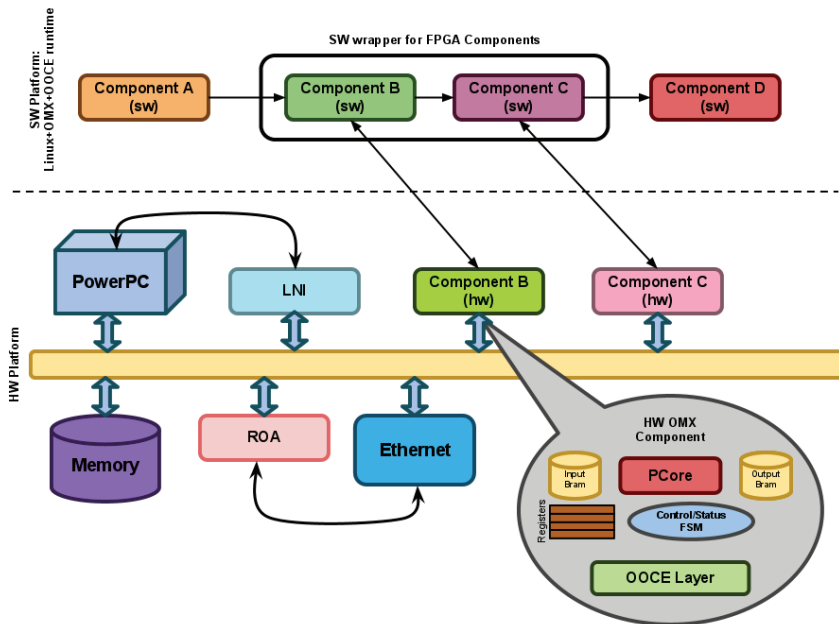 SW wrapper for FPGA Components
SW Platform:
Linux+OMX+OOCE runtime
Component A
(sw)
Component B
(sw)
Component C
(sw)
Component D
(sw)
HW Platform
PowerPC
LNI
Component B
(hw)
Component C
(hw)
Memory
ROA
Ethernet
HW OMX
Component
Input
Bram
PCore
Output
Bram
Registers
Control/Status
FSM
OOCE Layer